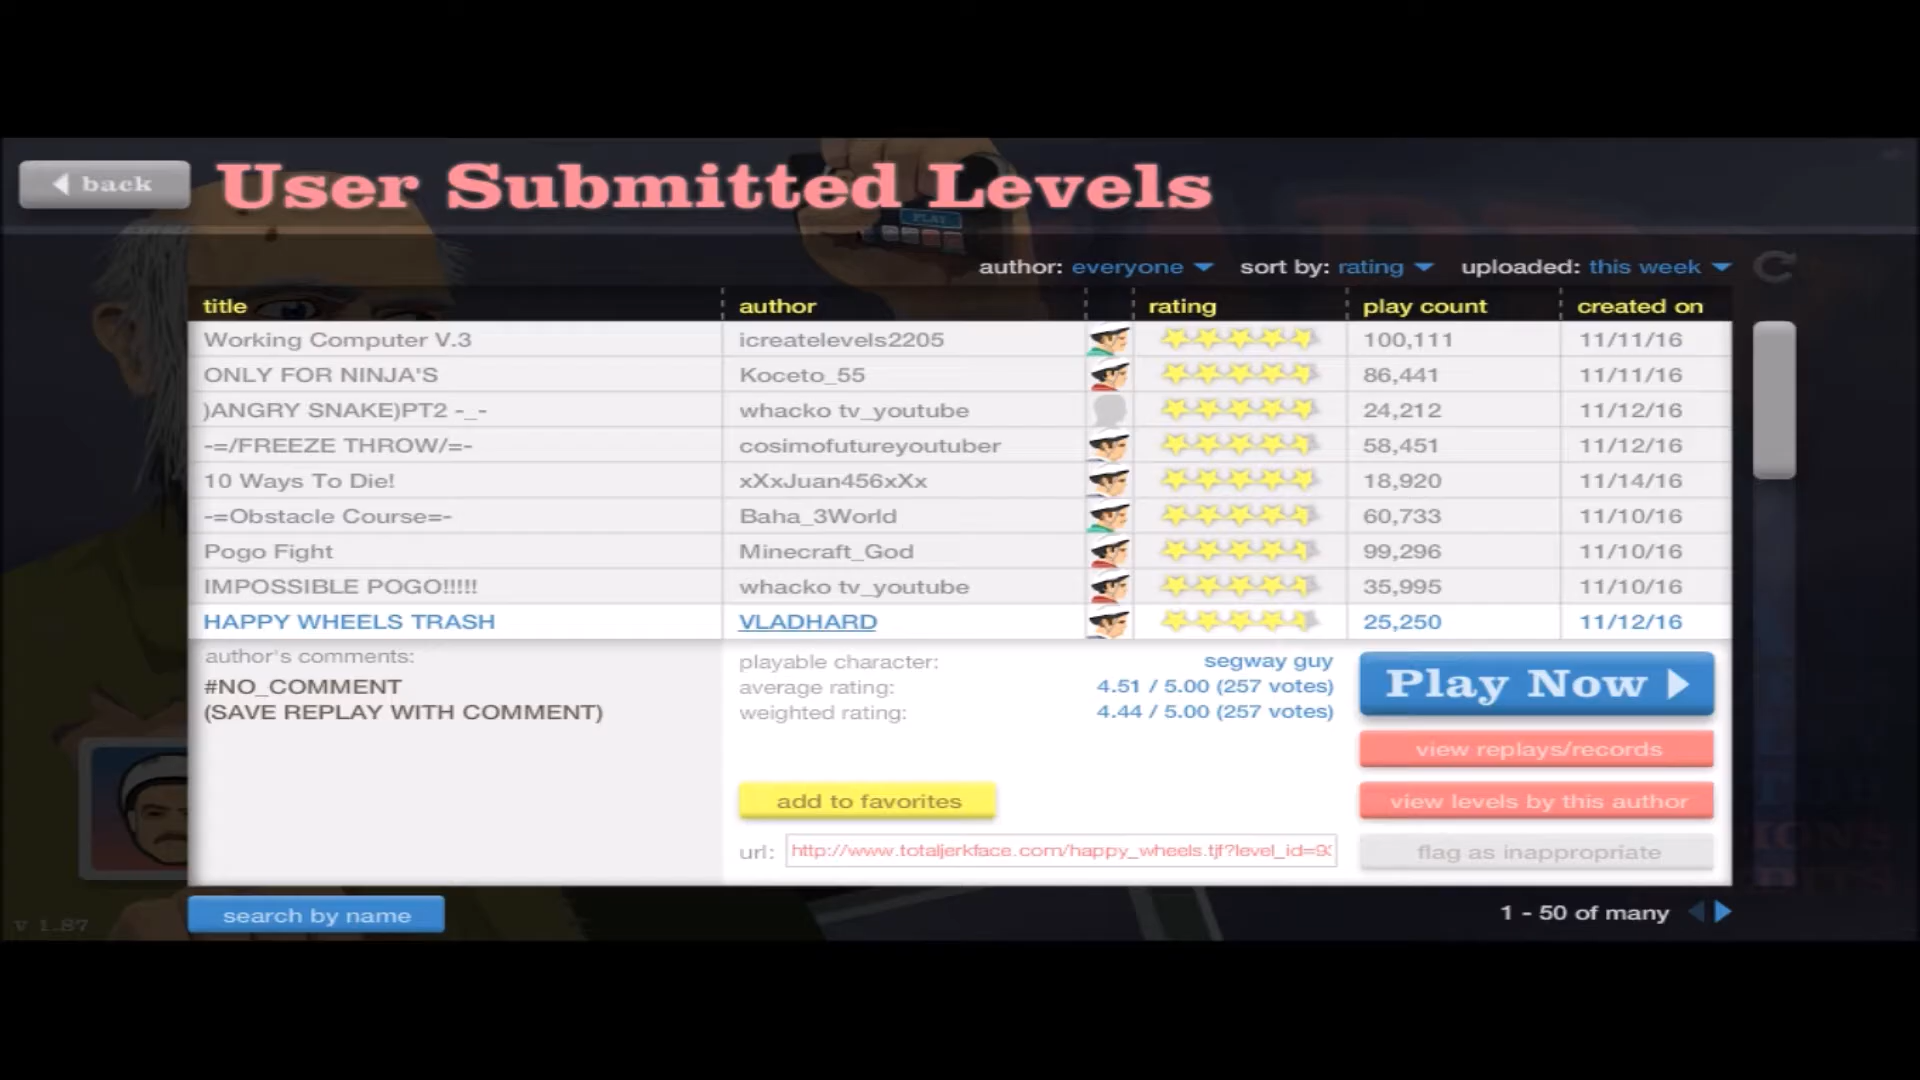 back
User Submitted Levels
PLAY
author: everyone sort by: rating uploaded: this week
title author rating play count created on
Working Computer V.3 icreatelevels2205 100,111 11/11/16
ONLY FOR NINJA'S Koceto_55 86,441 11/11/16
)ANGRY SNAKE)PT2 -_- whacko tv_youtube 24,212 11/12/16
-=/FREEZE THROW/=- cosimofutureyoutuber 58,451 11/12/16
10 Ways To Die! xXxJuan456xXx 18,920 11/14/16
-=Obstacle Course=- Baha_3World 60,733 11/10/16
Pogo Fight Minecraft_God 99,296 11/10/16
IMPOSSIBLE POGO!!!!! whacko tv_youtube 35,995 11/10/16
HAPPY WHEELS TRASH VLADHARD 25,250 11/12/16
author's comments:
#NO_COMMENT
(SAVE REPLAY WITH COMMENT)
playable character: segway guy
average rating: 4.51 / 5.00 (257 votes)
weighted rating: 4.44 / 5.00 (257 votes)
Play Now
view replays/records
add to favorites
view levels by this author
url: http://www.totaljerkface.com/happy_wheels.tjf?level_id=9
flag as inappropriate
search by name
1 - 50 of many
v 1.87